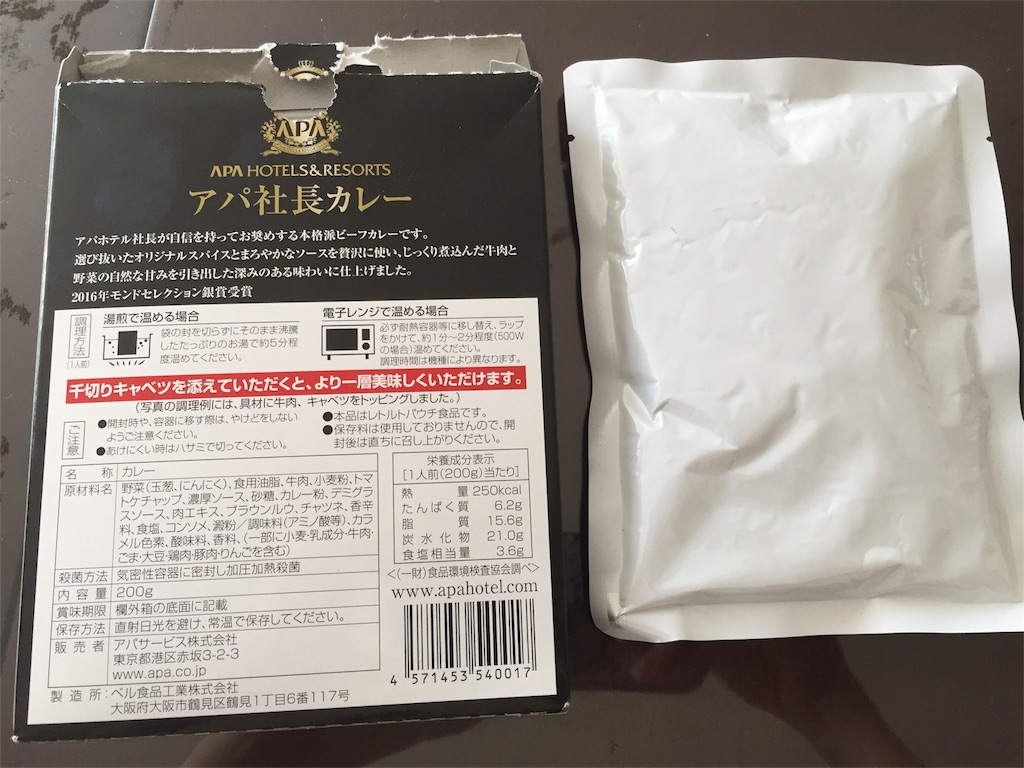 APA
APA HOTELS&RESORTS
アパ社長カレー
アパホテル社長が自信を持ってお奨めする本格派ビーフカレーです。
選び抜いたオリジナルスパイスとまろやかなソースを贅沢に使い、じっくり煮込んだ牛肉と
野菜の自然な甘みを引き出した深みのある味わいに仕上げました。
2016年モンドセレクション銀賞受賞
調理方法
(1人前)
湯煎で温める場合
袋の封を切らずにそのまま沸騰
したたっぷりのお湯で約5分程
度温めてください。
電子レンジで温める場合
必ず耐熱容器等に移し替え、ラップ
をかけて、約1分〜2分程度(500W
の場合)温めてください。
調理時間は機種により異なります。
千切りキャベツを添えていただくと、より一層美味しくいただけます。
(写真の調理例には、具材に牛肉、キャベツをトッピングしました。)
ご注意
●開封時や、容器に移す際は、やけどをしない
ようご注意ください。
●あけにくい時はハサミで切ってください。
●本品はレトルトパウチ食品です。
●保存料は使用しておりませんので、開
封後は直ちに召し上がりください。
名 称 カレー
原材料名 野菜(玉葱、にんにく)、食用油脂、牛肉、小麦粉、トマ
トケチャップ、濃厚ソース、砂糖、カレー粉、デミグラ
スソース、肉エキス、ブラウンルウ、チャツネ、香辛
料、食塩、コンソメ、澱粉/調味料(アミノ酸等)、カラ
メル色素、酸味料、香料、(一部に小麦・乳成分・牛肉・
ごま・大豆・鶏肉・豚肉・りんごを含む)
殺菌方法 気密性容器に密封し加圧加熱殺菌
内容量 200g
賞味期限 欄外箱の底面に記載
保存方法 直射日光を避け、常温で保存してください。
販売者 アパサービス株式会社
東京都港区赤坂3-2-3
www.apa.co.jp
製造所:ベル食品工業株式会社
大阪府大阪市鶴見区鶴見1丁目6番117号
栄養成分表示
[1人前(200g)当たり]
熱 量 250kcal
たんぱく質 6.2g
脂 質 15.6g
炭水化物 21.0g
食塩相当量 3.6g
<(一財)食品環境検査協会調べ>
www.apahotel.com
4 571453 540017